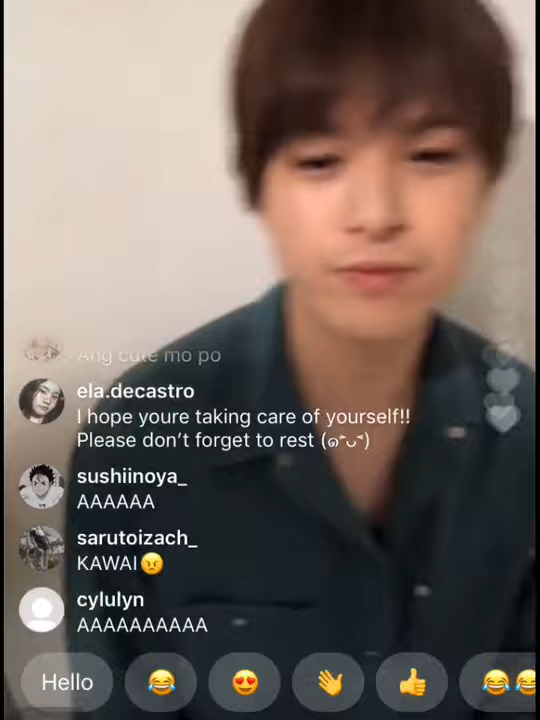 Ang cute mo po
ela.decastro
I hope youre taking care of yourself!!
Please don't forget to rest (๑˃ᴗ˂)
sushiinoya_
AAAAAA
sarutoizach_
KAWAI😠
cylulyn
AAAAAAAAAA
Hello 😂 😍 👋 👍 😂😂